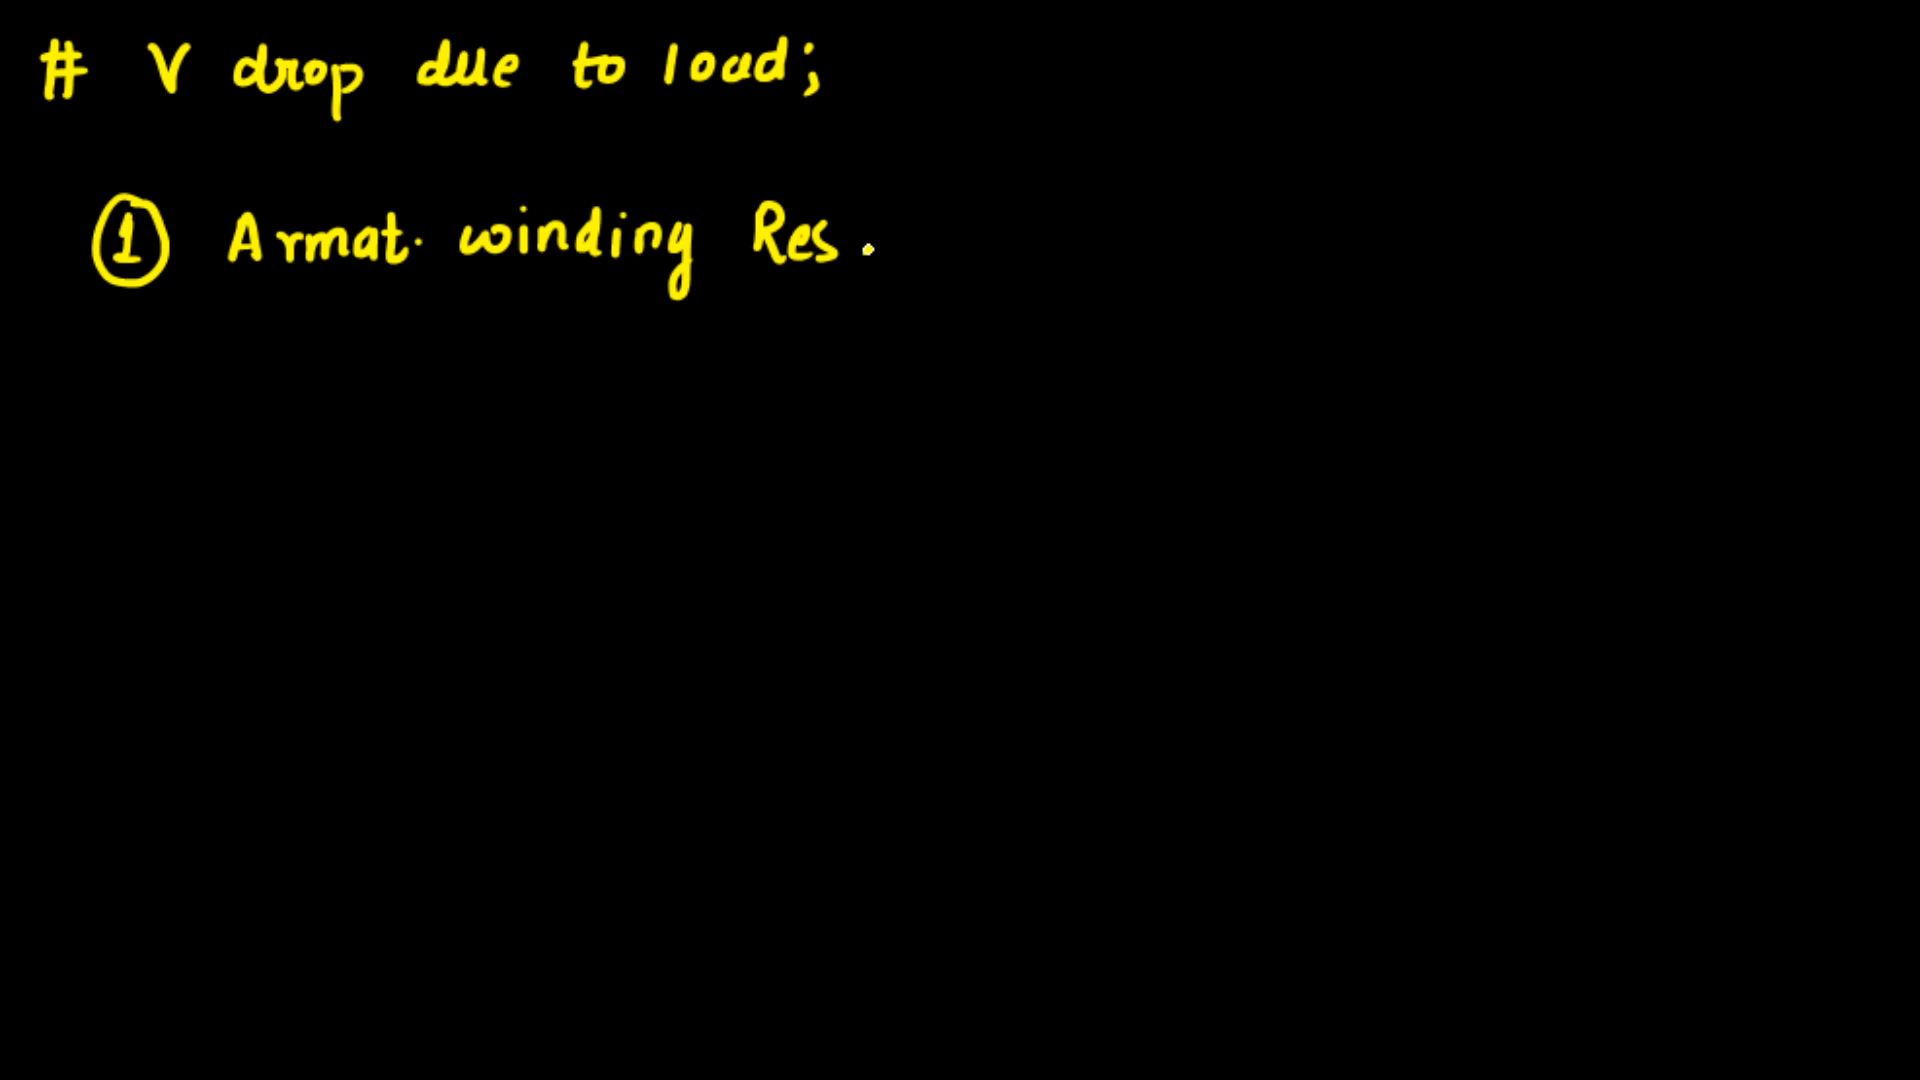 # V drop due to load;
① Armat. winding Res.